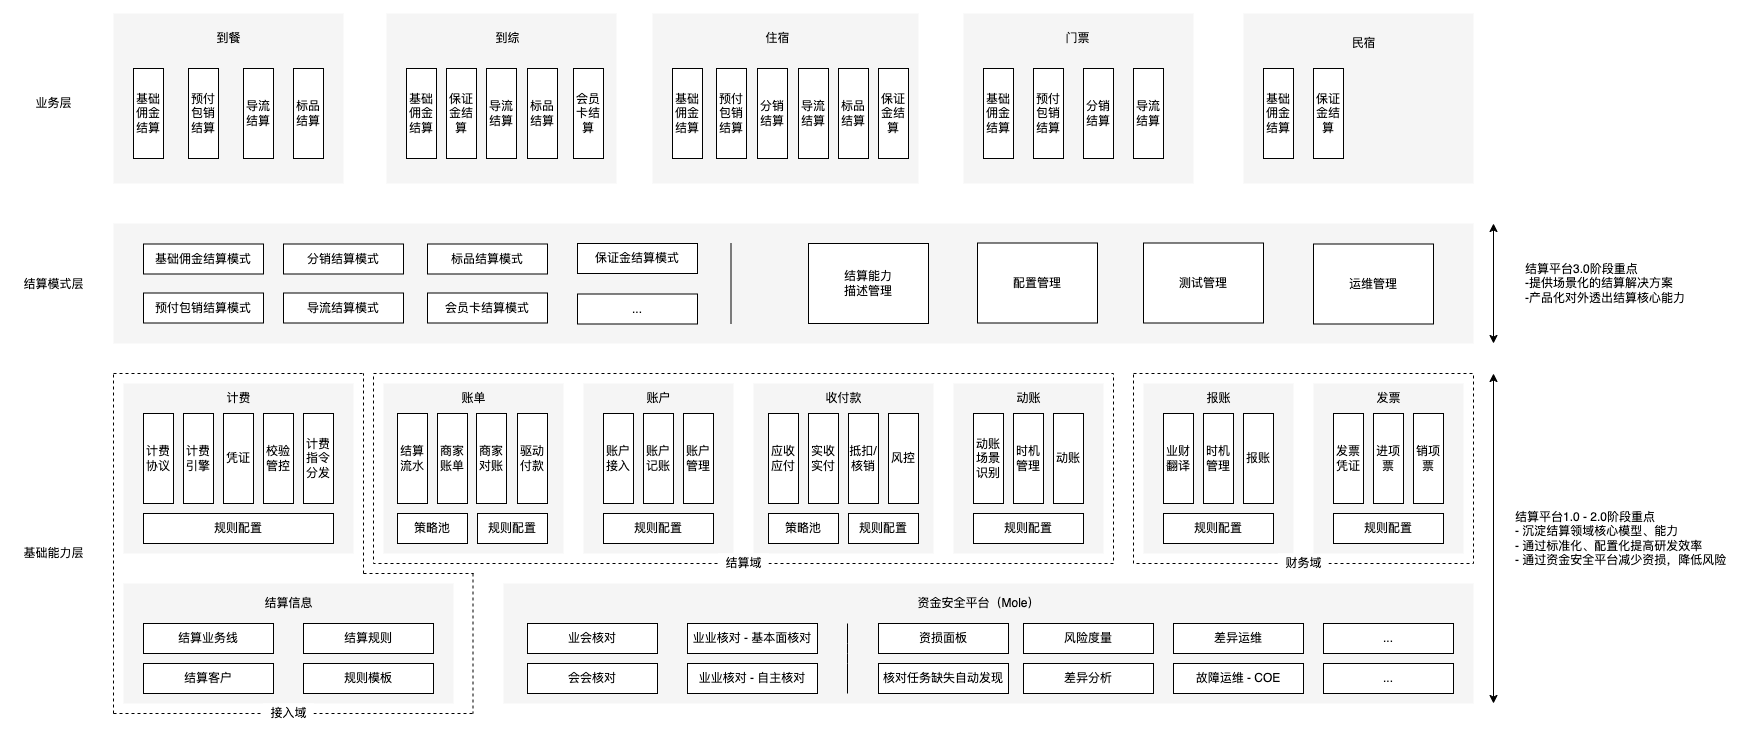 到餐
基础
佣金
结算
预付
包销
结算
导流
结算
标品
结算
到综
基础
佣金
结算
保证
金结
算
导流
结算
标品
结算
会员
卡结
算
住宿
基础
佣金
结算
预付
包销
结算
分销
结算
导流
结算
标品
结算
保证
金结
算
门票
基础
佣金
结算
预付
包销
结算
分销
结算
导流
结算
民宿
基础
佣金
结算
保证
金结
算
业务层
结算模式层
基础佣金结算模式
分销结算模式
标品结算模式
保证金结算模式
预付包销结算模式
导流结算模式
会员卡结算模式
...
结算能力
描述管理
配置管理
测试管理
运维管理
结算平台3.0阶段重点
-提供场景化的结算解决方案
-产品化对外透出结算核心能力
基础能力层
计费
计费
协议
计费
引擎
凭证
校验
管控
计费
指令
分发
规则配置
账单
结算
流水
商家
账单
商家
对账
驱动
付款
策略池
规则配置
账户
账户
接入
账户
记账
账户
管理
规则配置
收付款
应收
应付
实收
实付
抵扣/
核销
风控
策略池
规则配置
动账
动账
场景
识别
时机
管理
动账
规则配置
结算域
报账
业财
翻译
时机
管理
报账
规则配置
发票
发票
凭证
进项
票
销项
票
财务域
结算平台1.0 - 2.0阶段重点
- 沉淀结算领域核心模型、能力
- 通过标准化、配置化提高研发效率
- 通过资金安全平台减少资损，降低风险
结算信息
结算业务线
结算规则
结算客户
规则模板
接入域
资金安全平台（Mole）
业会核对
业业核对 - 基本面核对
资损面板
风险度量
差异运维
...
会会核对
业业核对 - 自主核对
核对任务缺失自动发现
差异分析
故障运维 - COE
...